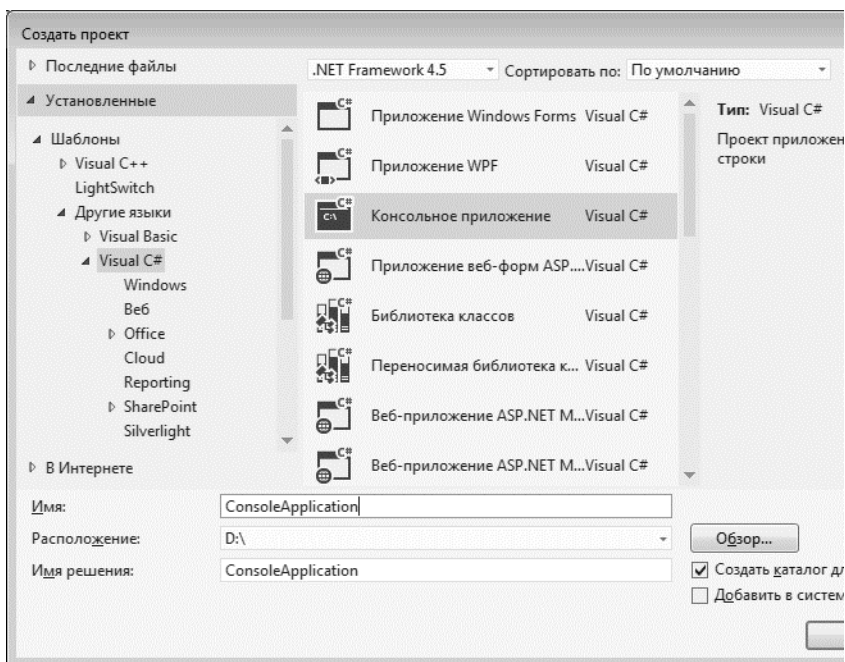 Создать проект
Последние файлы
.NET Framework 4.5
Сортировать по: По умолчанию
Установленные
Шаблоны
Visual C++
LightSwitch
Другие языки
Visual Basic
Visual C#
Windows
Веб
Office
Cloud
Reporting
SharePoint
Silverlight
В Интернете
C# Приложение Windows Forms Visual C#
C# Приложение WPF Visual C#
C# C:\ Консольное приложение Visual C#
C# Приложение веб-форм ASP....Visual C#
C# Библиотека классов Visual C#
C# Переносимая библиотека к... Visual C#
C# Веб-приложение ASP.NET M...Visual C#
C# Веб-приложение ASP.NET M...Visual C#
Тип: Visual C#
Проект приложен
строки
Имя: ConsoleApplication
Расположение: D:\
Обзор...
Имя решения: ConsoleApplication
Создать каталог дл
Добавить в систем